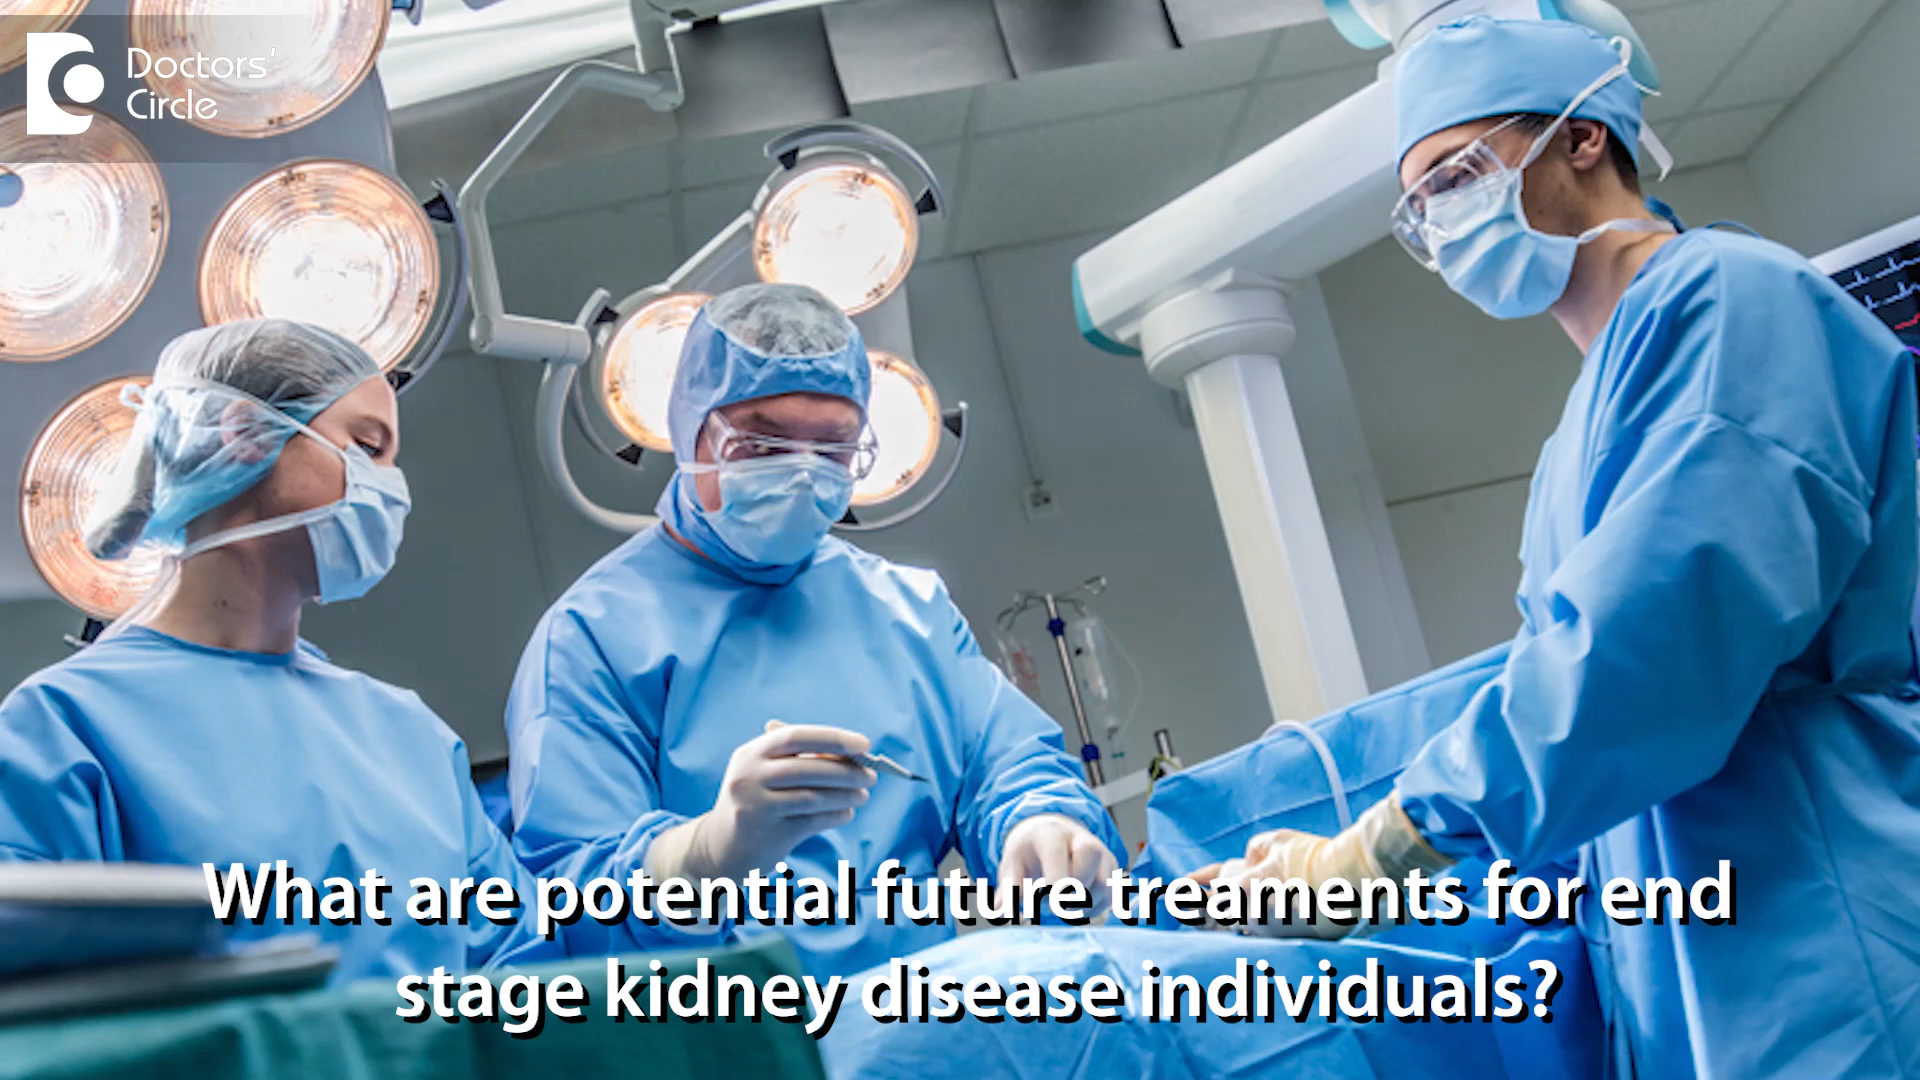 Doctors'
Circle
What are potential future treaments for end
stage kidney disease individuals?